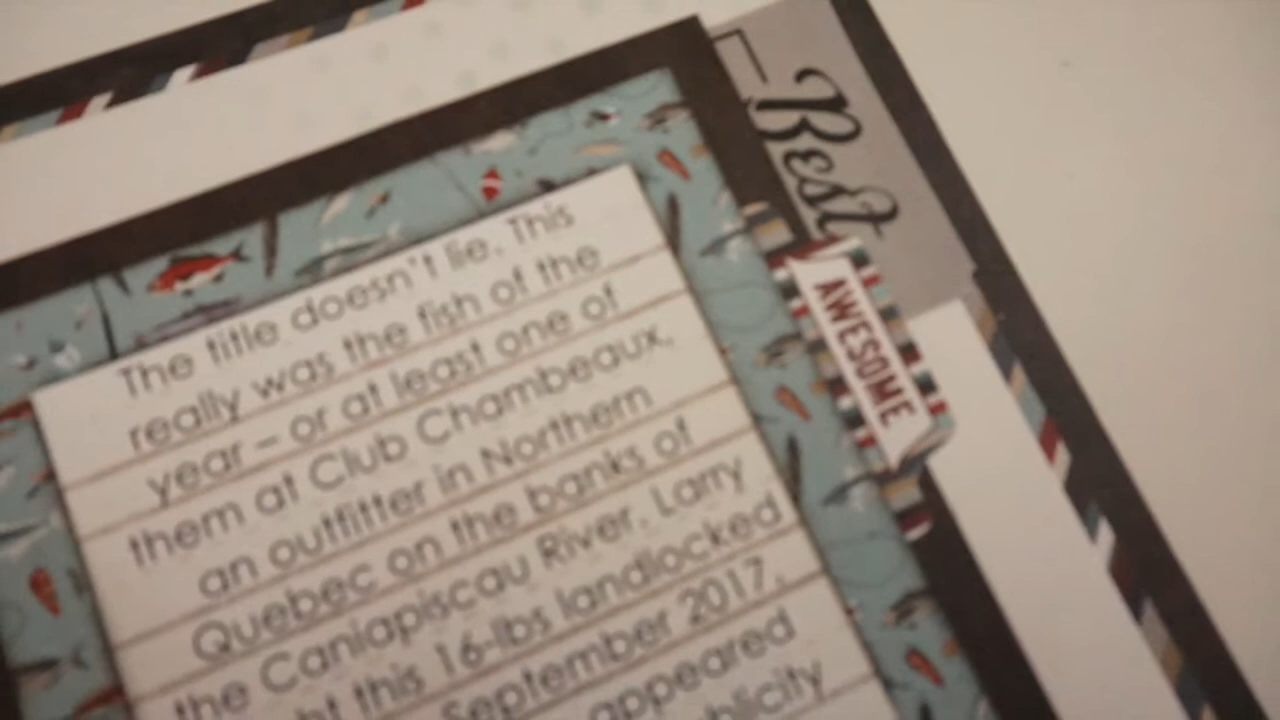 Best
AWESOME
The title doesn't lie. This
really was the fish of the
year – or at least one of
them at Club Chambeaux,
an outfitter in Northern
Quebec on the banks of
the Caniapiscau River. Larry
this 16-lbs landlocked
September 2017.
appeared